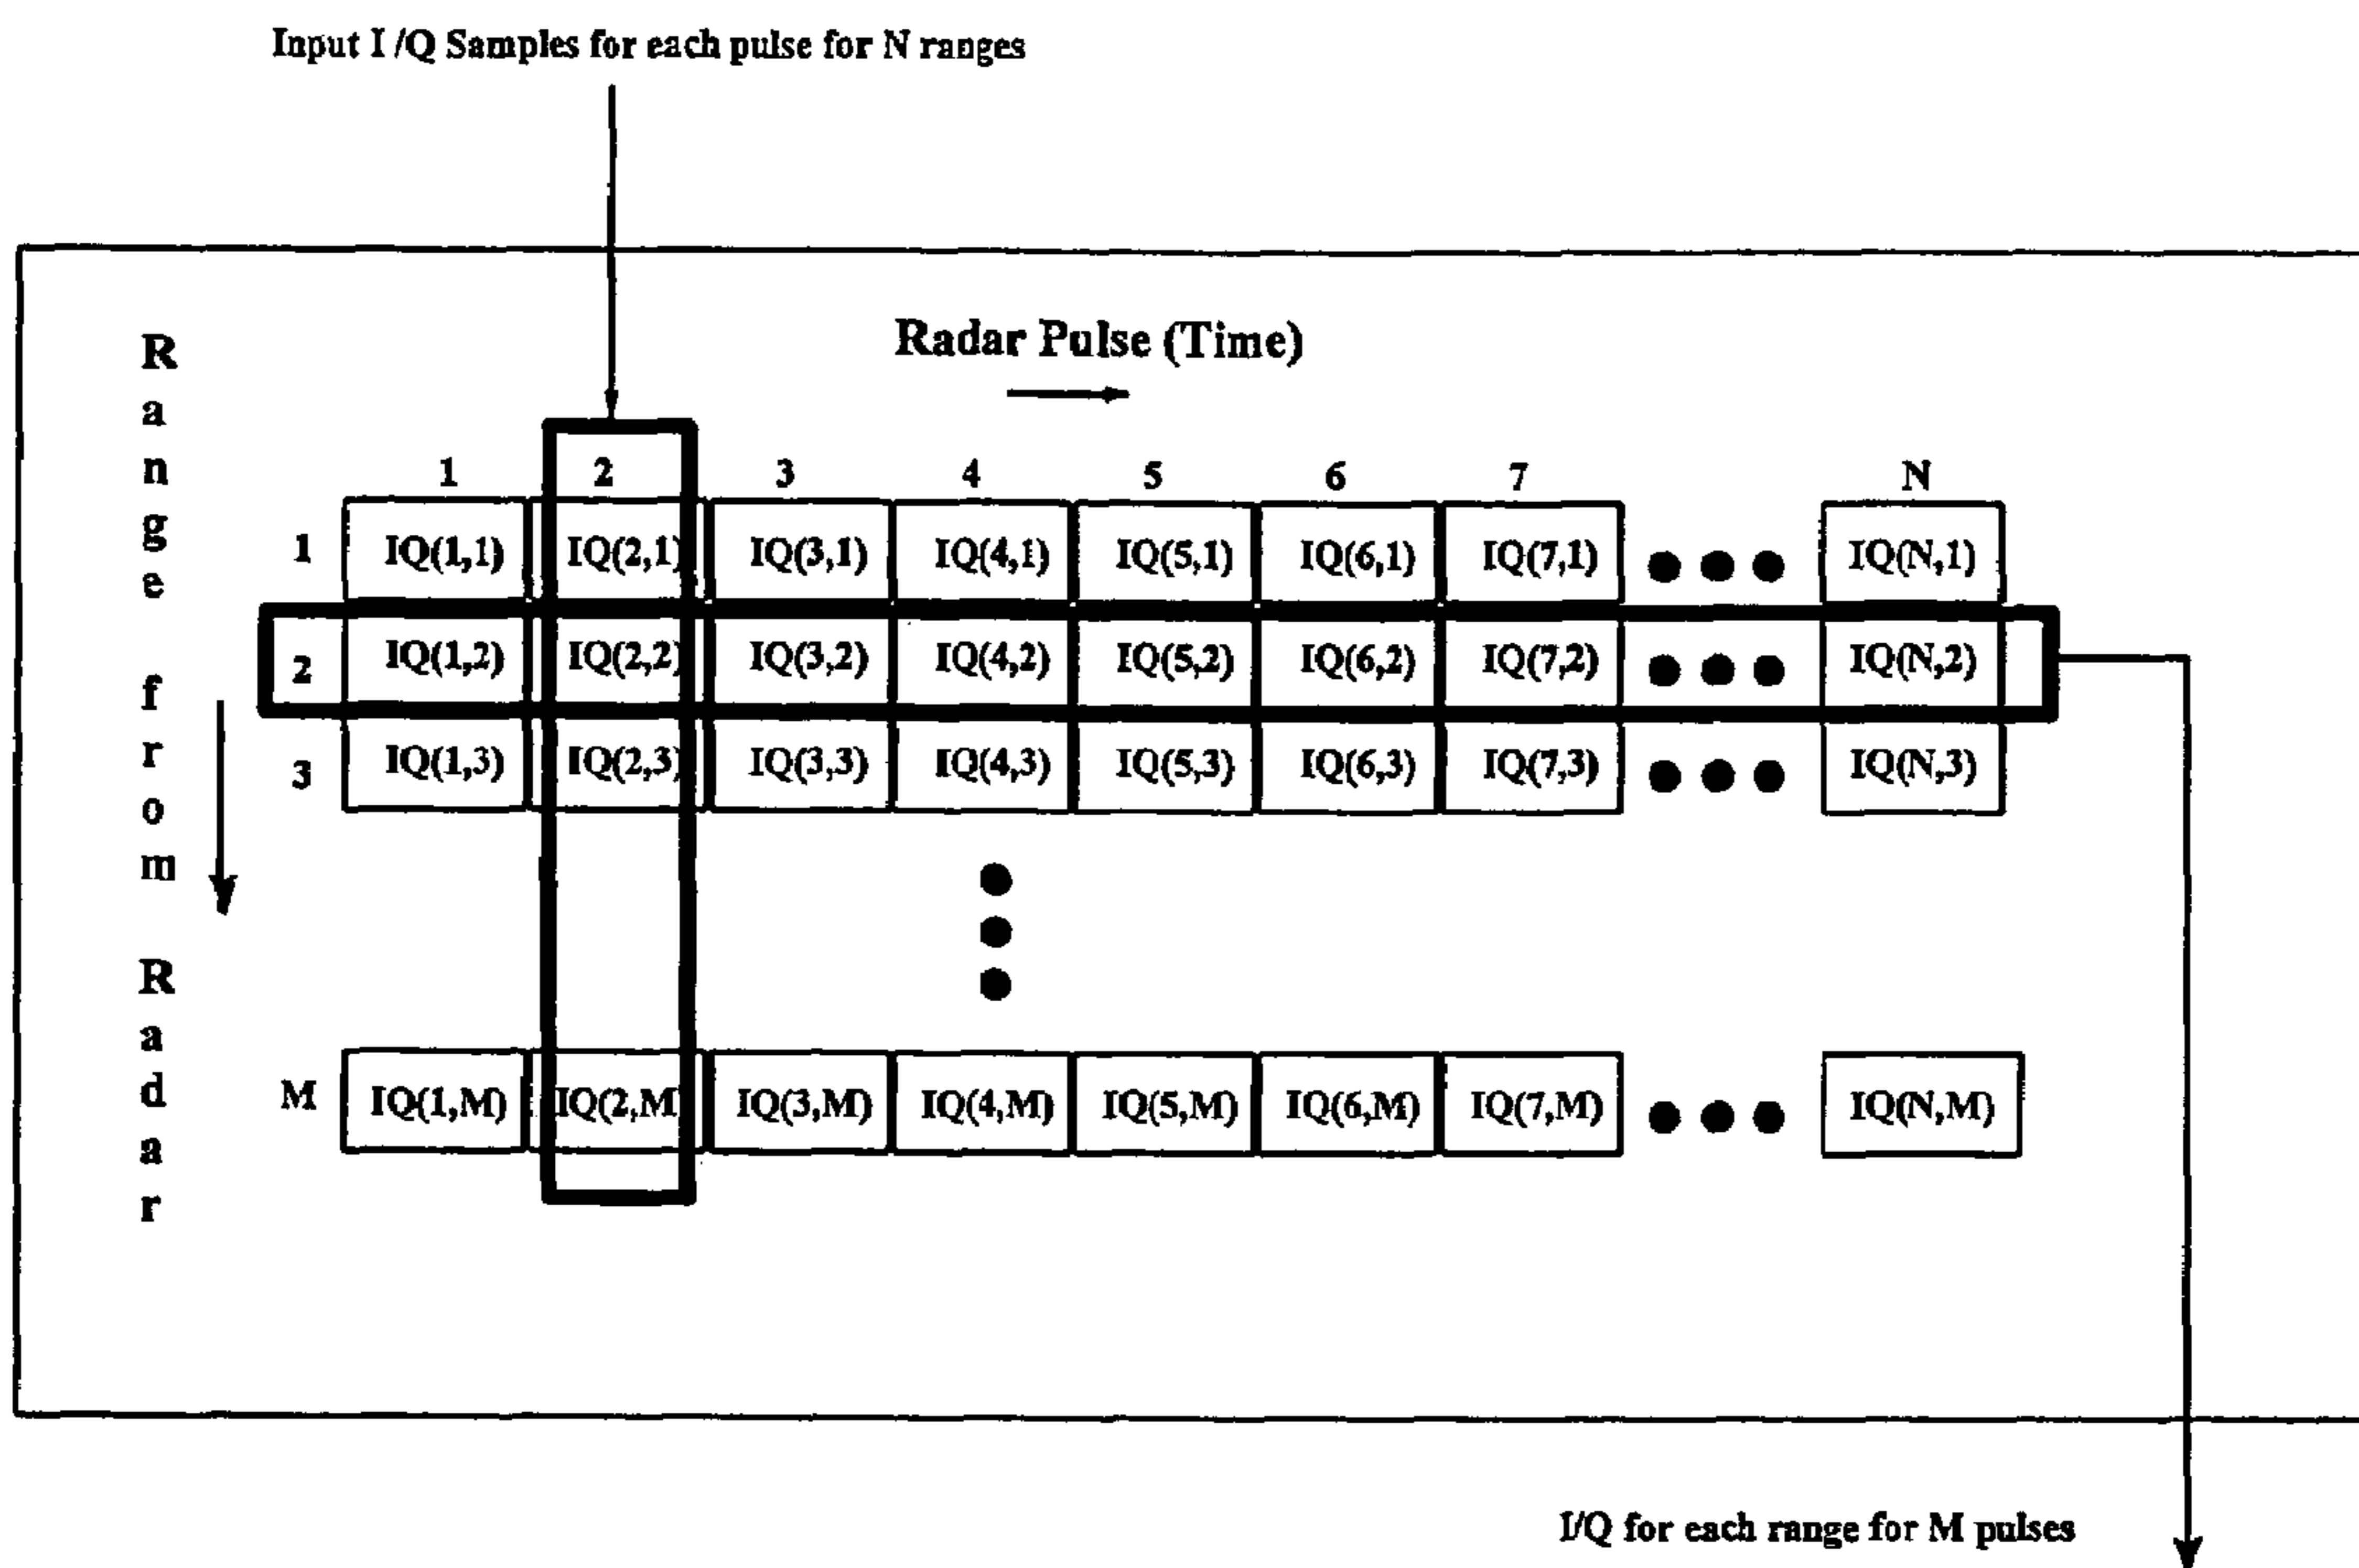 Input I /Q Samples for each pulse for N ranges
Range from Radar
Radar Pulse (Time)
1 2 3 4 5 6 7 N
1 IQ(1,1) IQ(2,1) IQ(3,1) IQ(4,1) IQ(5,1) IQ(6,1) IQ(7,1) IQ(N,1)
2 IQ(1,2) IQ(2,2) IQ(3,2) IQ(4,2) IQ(5,2) IQ(6,2) IQ(7,2) IQ(N,2)
3 IQ(1,3) IQ(2,3) IQ(3,3) IQ(4,3) IQ(5,3) IQ(6,3) IQ(7,3) IQ(N,3)
M IQ(1,M) IQ(2,M) IQ(3,M) IQ(4,M) IQ(5,M) IQ(6,M) IQ(7,M) IQ(N,M)
I/Q for each range for M pulses